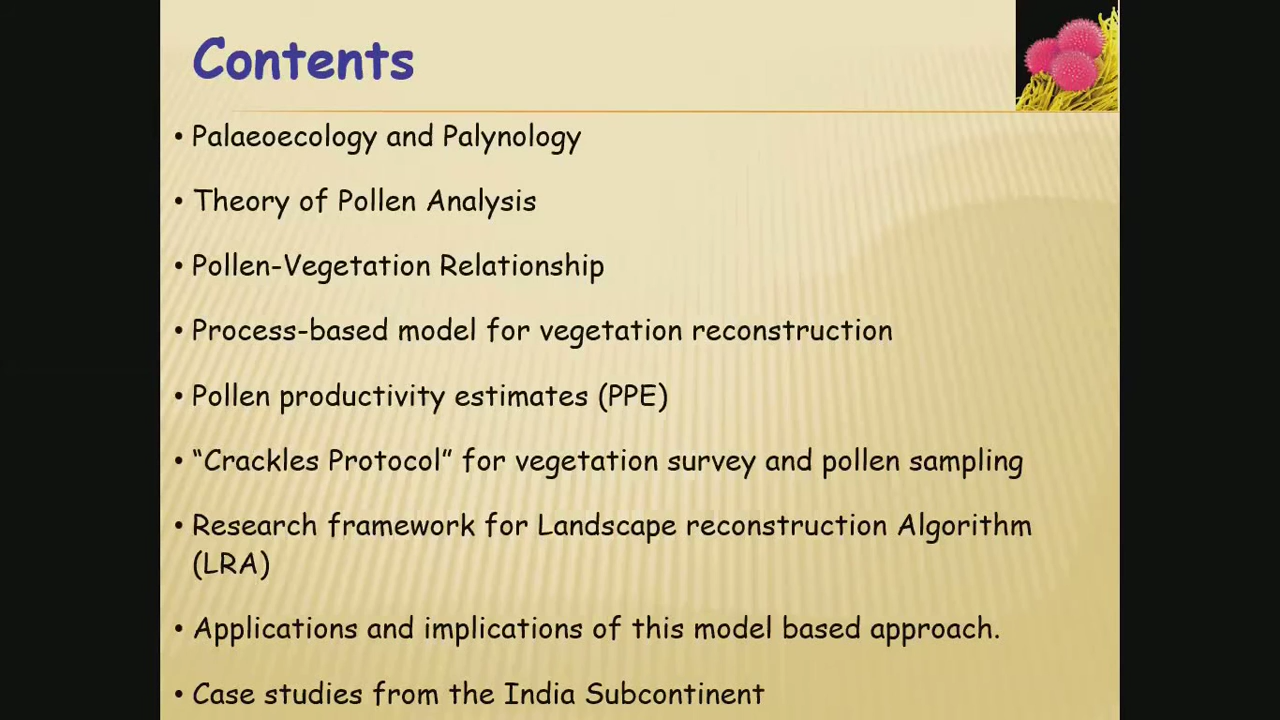 Contents
• Palaeoecology and Palynology
• Theory of Pollen Analysis
• Pollen-Vegetation Relationship
• Process-based model for vegetation reconstruction
• Pollen productivity estimates (PPE)
• “Crackles Protocol” for vegetation survey and pollen sampling
• Research framework for Landscape reconstruction Algorithm
(LRA)
• Applications and implications of this model based approach.
• Case studies from the India Subcontinent